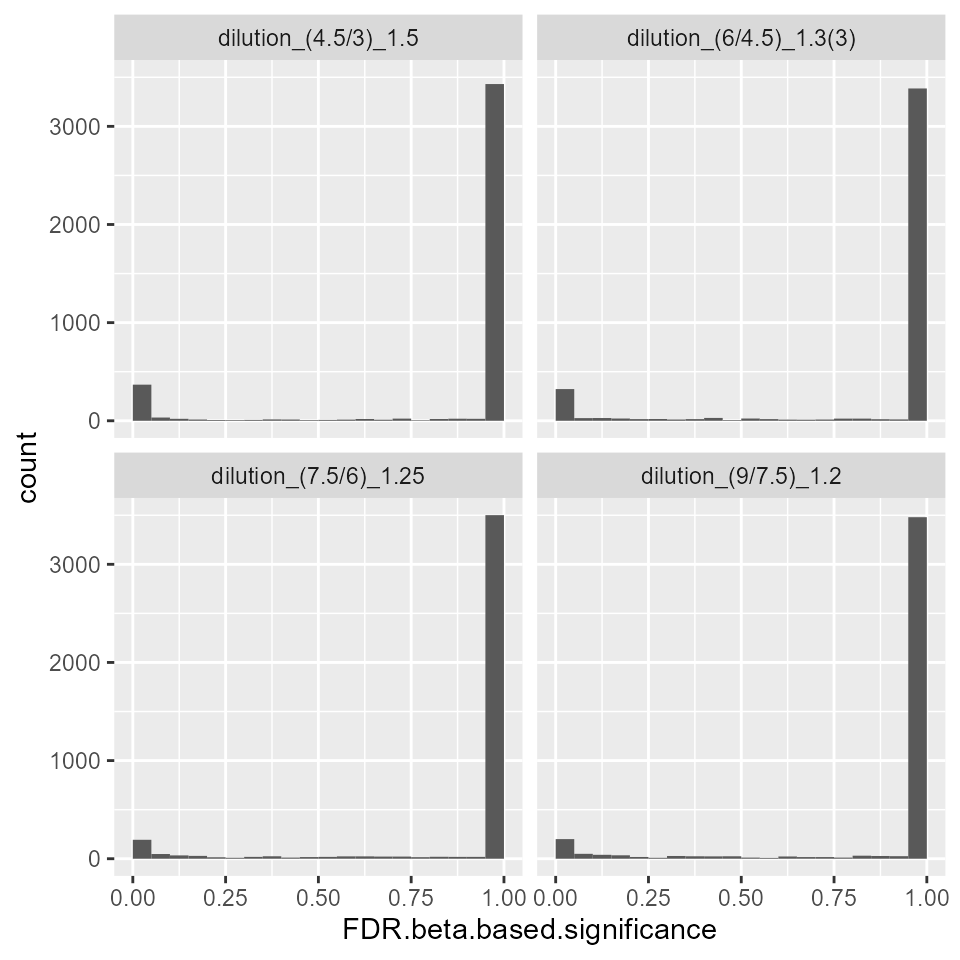 dilution_(4.5/3)_1.5
dilution_(6/4.5)_1.3(3)
3000
2000
1000
0
count
dilution_(7.5/6)_1.25
dilution_(9/7.5)_1.2
3000
2000
1000
0
0.00 0.25 0.50 0.75 1.00
0.00 0.25 0.50 0.75 1.00
FDR.beta.based.significance